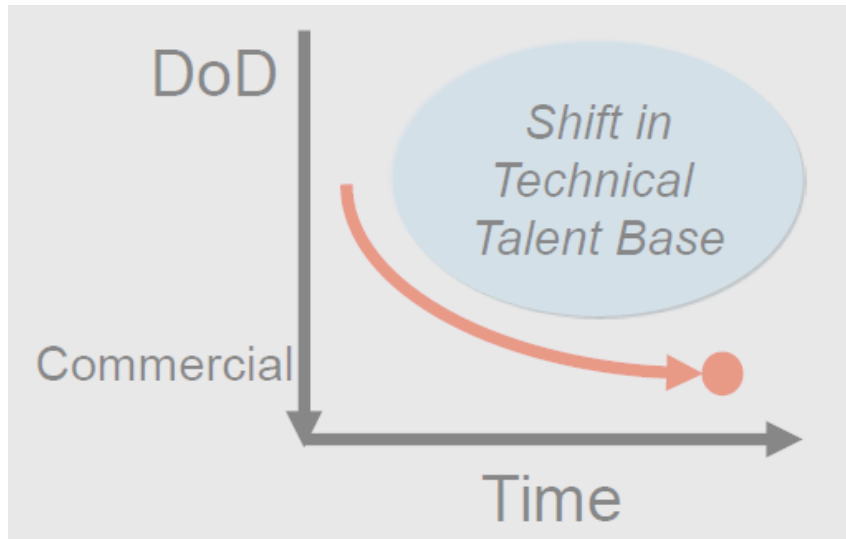 DoD
Shift in
Technical
Talent Base
Commercial
Time